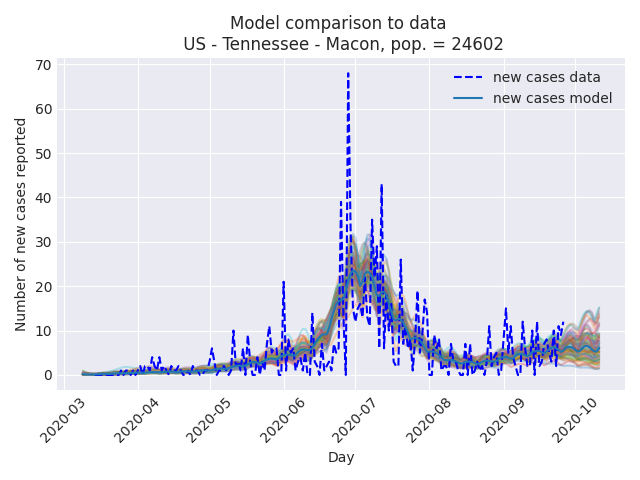 Model comparison to data
US - Tennessee - Macon, pop. = 24602
new cases data
new cases model
Number of new cases reported
70
60
50
40
30
20
10
0
2020-03
2020-04
2020-05
2020-06
2020-07
2020-08
2020-09
2020-10
Day